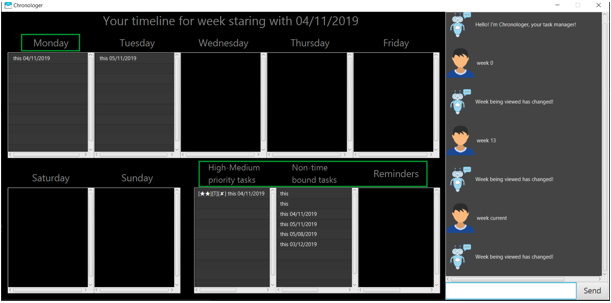 Chronologer
Your timeline for week staring with 04/11/2019
Monday
Tuesday
Wednesday
Thursday
Friday
this 04/11/2019
this 05/11/2019
Saturday
Sunday
High-Medium
priority tasks
Non-time
bound tasks
Reminders
[★★][T][✘] this 04/11/2019
this
this
this 04/11/2019
this 05/11/2019
this 05/08/2019
this 03/12/2019
Hello! I'm Chronologer, your task manager!
week 0
Week being viewed has changed!
week 13
Week being viewed has changed!
week current
Week being viewed has changed!
Send